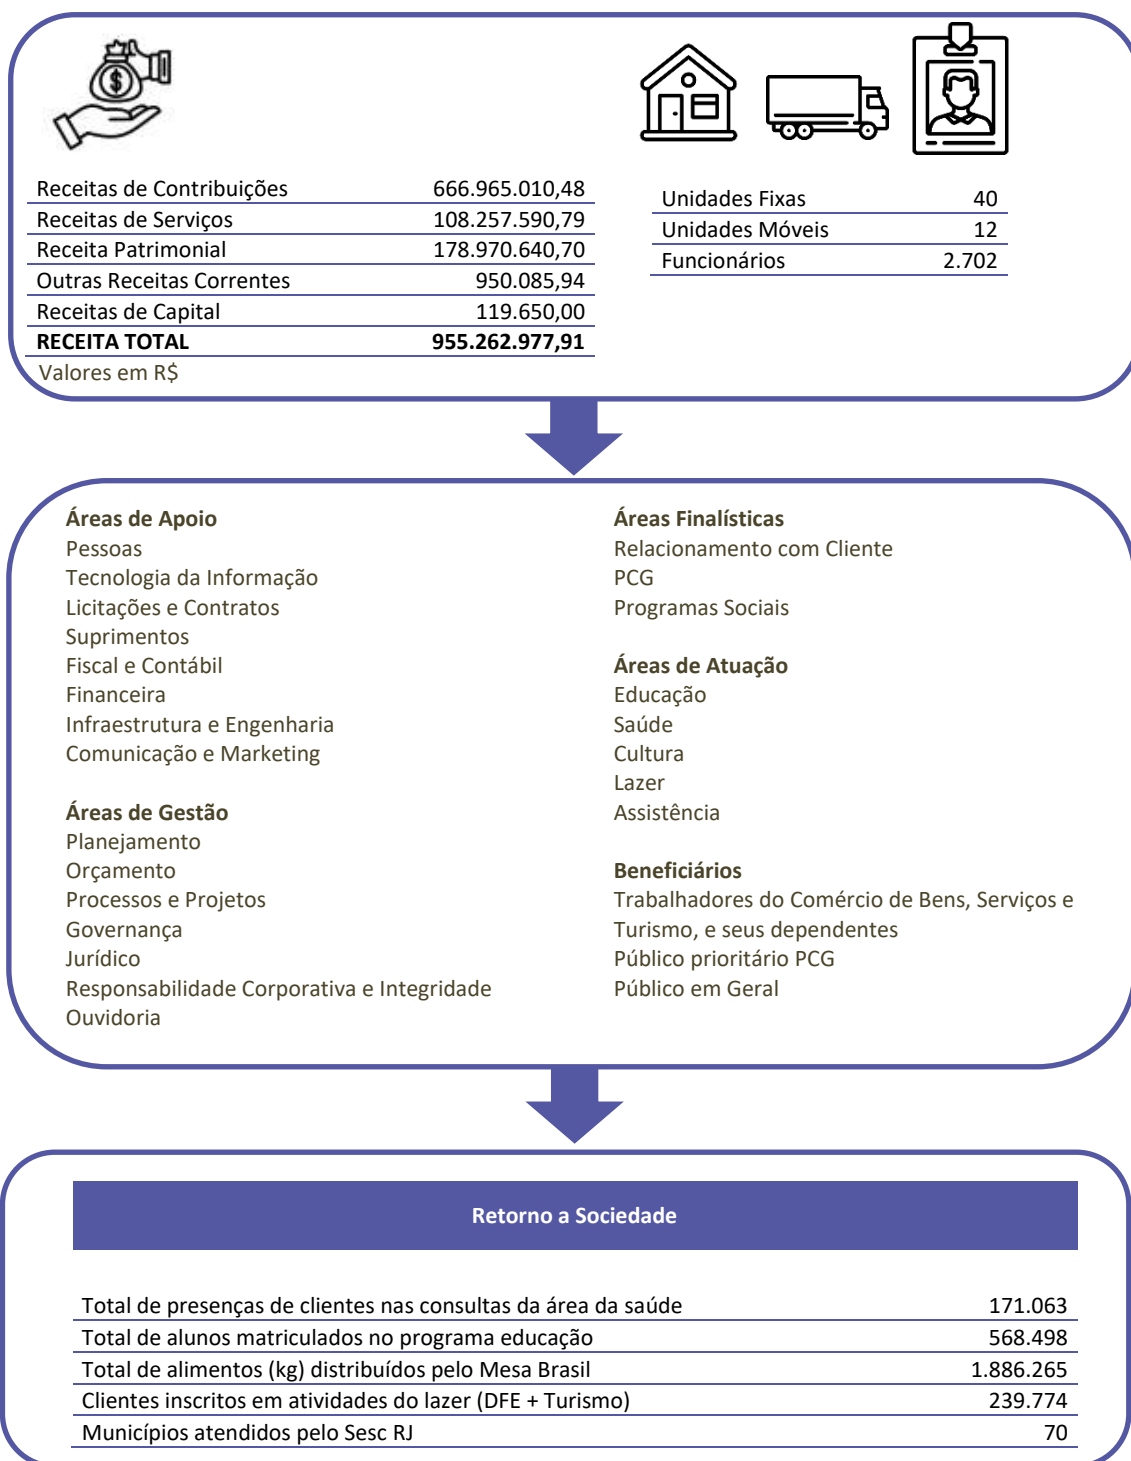 Receitas de Contribuições 666.965.010,48
Receitas de Serviços 108.257.590,79
Receita Patrimonial 178.970.640,70
Outras Receitas Correntes 950.085,94
Receitas de Capital 119.650,00
RECEITA TOTAL 955.262.977,91
Valores em R$
Unidades Fixas 40
Unidades Móveis 12
Funcionários 2.702
Áreas de Apoio
Pessoas
Tecnologia da Informação
Licitações e Contratos
Suprimentos
Fiscal e Contábil
Financeira
Infraestrutura e Engenharia
Comunicação e Marketing
Áreas de Gestão
Planejamento
Orçamento
Processos e Projetos
Governança
Jurídico
Responsabilidade Corporativa e Integridade
Ouvidoria
Áreas Finalísticas
Relacionamento com Cliente
PCG
Programas Sociais
Áreas de Atuação
Educação
Saúde
Cultura
Lazer
Assistência
Beneficiários
Trabalhadores do Comércio de Bens, Serviços e
Turismo, e seus dependentes
Público prioritário PCG
Público em Geral
Retorno a Sociedade
Total de presenças de clientes nas consultas da área da saúde 171.063
Total de alunos matriculados no programa educação 568.498
Total de alimentos (kg) distribuídos pelo Mesa Brasil 1.886.265
Clientes inscritos em atividades do lazer (DFE + Turismo) 239.774
Municípios atendidos pelo Sesc RJ 70